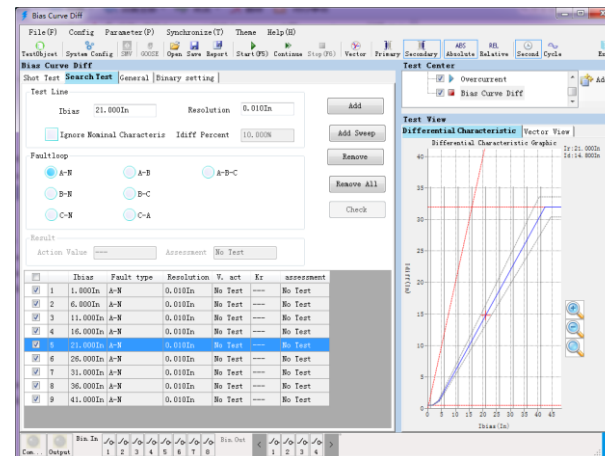 Bias Curve Diff
File(F) Config Parameter(P) Synchronize(T) Theme Help(H)
TestObject System Config SMV GOOSE Open Save Report Start(F5) Continue Stop(F6) Vector Primary Secondary Absolute Relative Second Cycle Ex
ABS REL
Bias Curve Diff
Shot Test Search Test General Binary setting
Test Line
Ibias 21.000In Resolution 0.010In
Ignore Nominal Characteris Idiff Percent 10.000%
Add
Add Sweep
Remove
Remove All
Check
Faultloop
A-N A-B A-B-C
B-N B-C
C-N C-A
Result
Action Value ---- Assessment No Test
Ibias Fault type Resolution V. act Kr assessment
1 1.000In A-N 0.010In No Test ---- No Test
2 6.000In A-N 0.010In No Test ---- No Test
3 11.000In A-N 0.010In No Test ---- No Test
4 16.000In A-N 0.010In No Test ---- No Test
5 21.000In A-N 0.010In No Test ---- No Test
6 26.000In A-N 0.010In No Test ---- No Test
7 31.000In A-N 0.010In No Test ---- No Test
8 36.000In A-N 0.010In No Test ---- No Test
9 41.000In A-N 0.010In No Test ---- No Test
Test Center
Overcurrent
Bias Curve Diff
Add
Test View
Differential Characteristic Vector View
Differential Characteristic Graphic
Ir:21.000In
Id:14.800In
40
35
30
25
20
15
10
5
0
0 5 10 15 20 25 30 35 40 45
Ibias(In)
Com... Output Bin. In 1 2 3 4 5 6 7 8 Bin. Out < 1 2 3 4 >